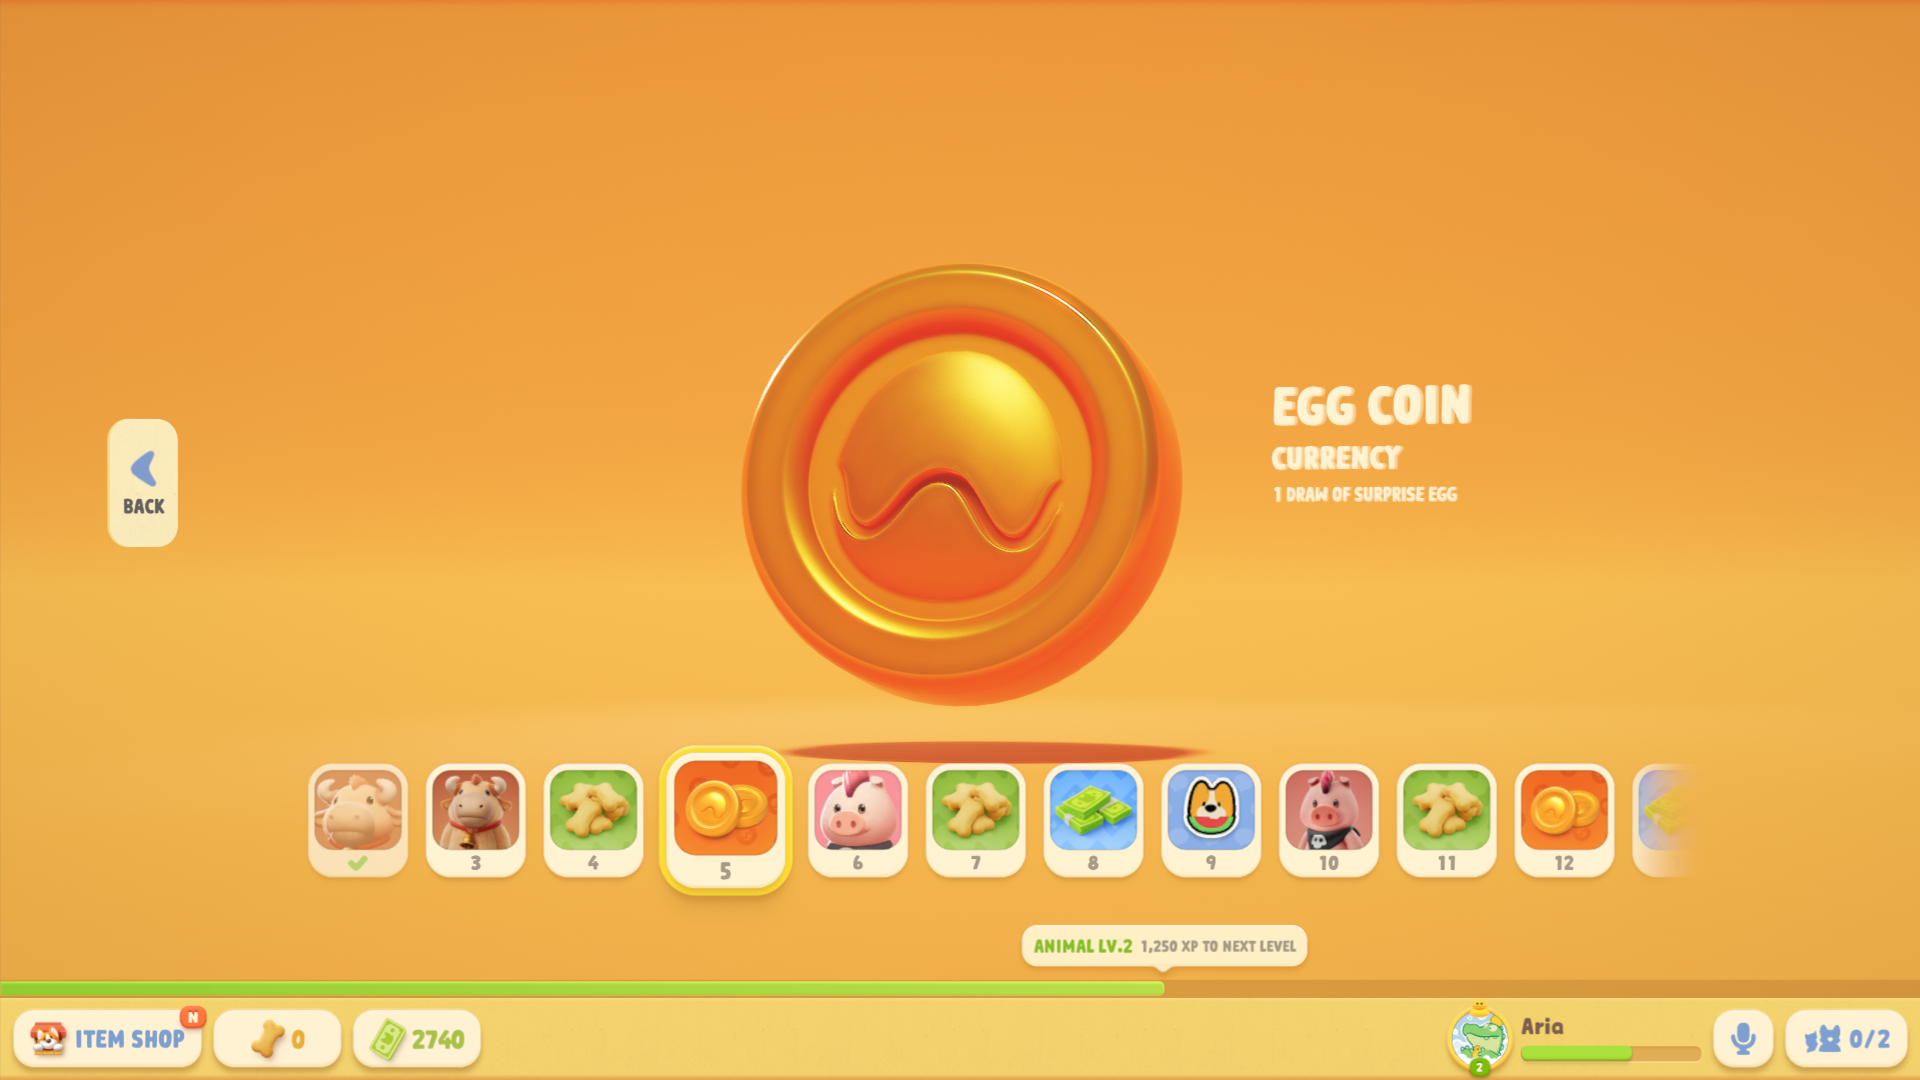 EGG COIN
CURRENCY
1 DRAW OF SURPRISE EGG
BACK
3
4
5
6
7
8
9
10
11
12
ANIMAL LV.2 1,250 XP TO NEXT LEVEL
ITEM SHOP
N
0
2740
Aria
2
0/2